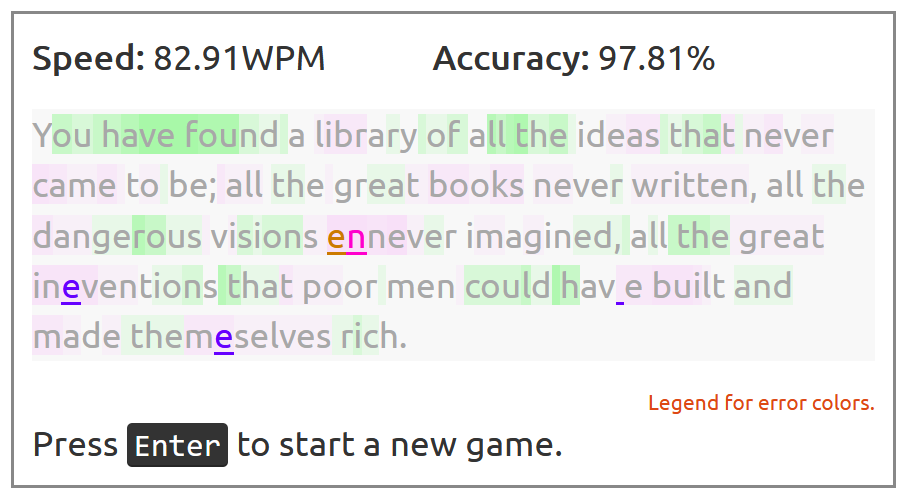 Speed: 82.91WPM Accuracy: 97.81%
You have found a library of all the ideas that never
came to be; all the great books never written, all the
dangerous visions ennever imagined, all the great
ineventions that poor men could hav e built and
made themeselves rich.
Legend for error colors.
Press Enter to start a new game.